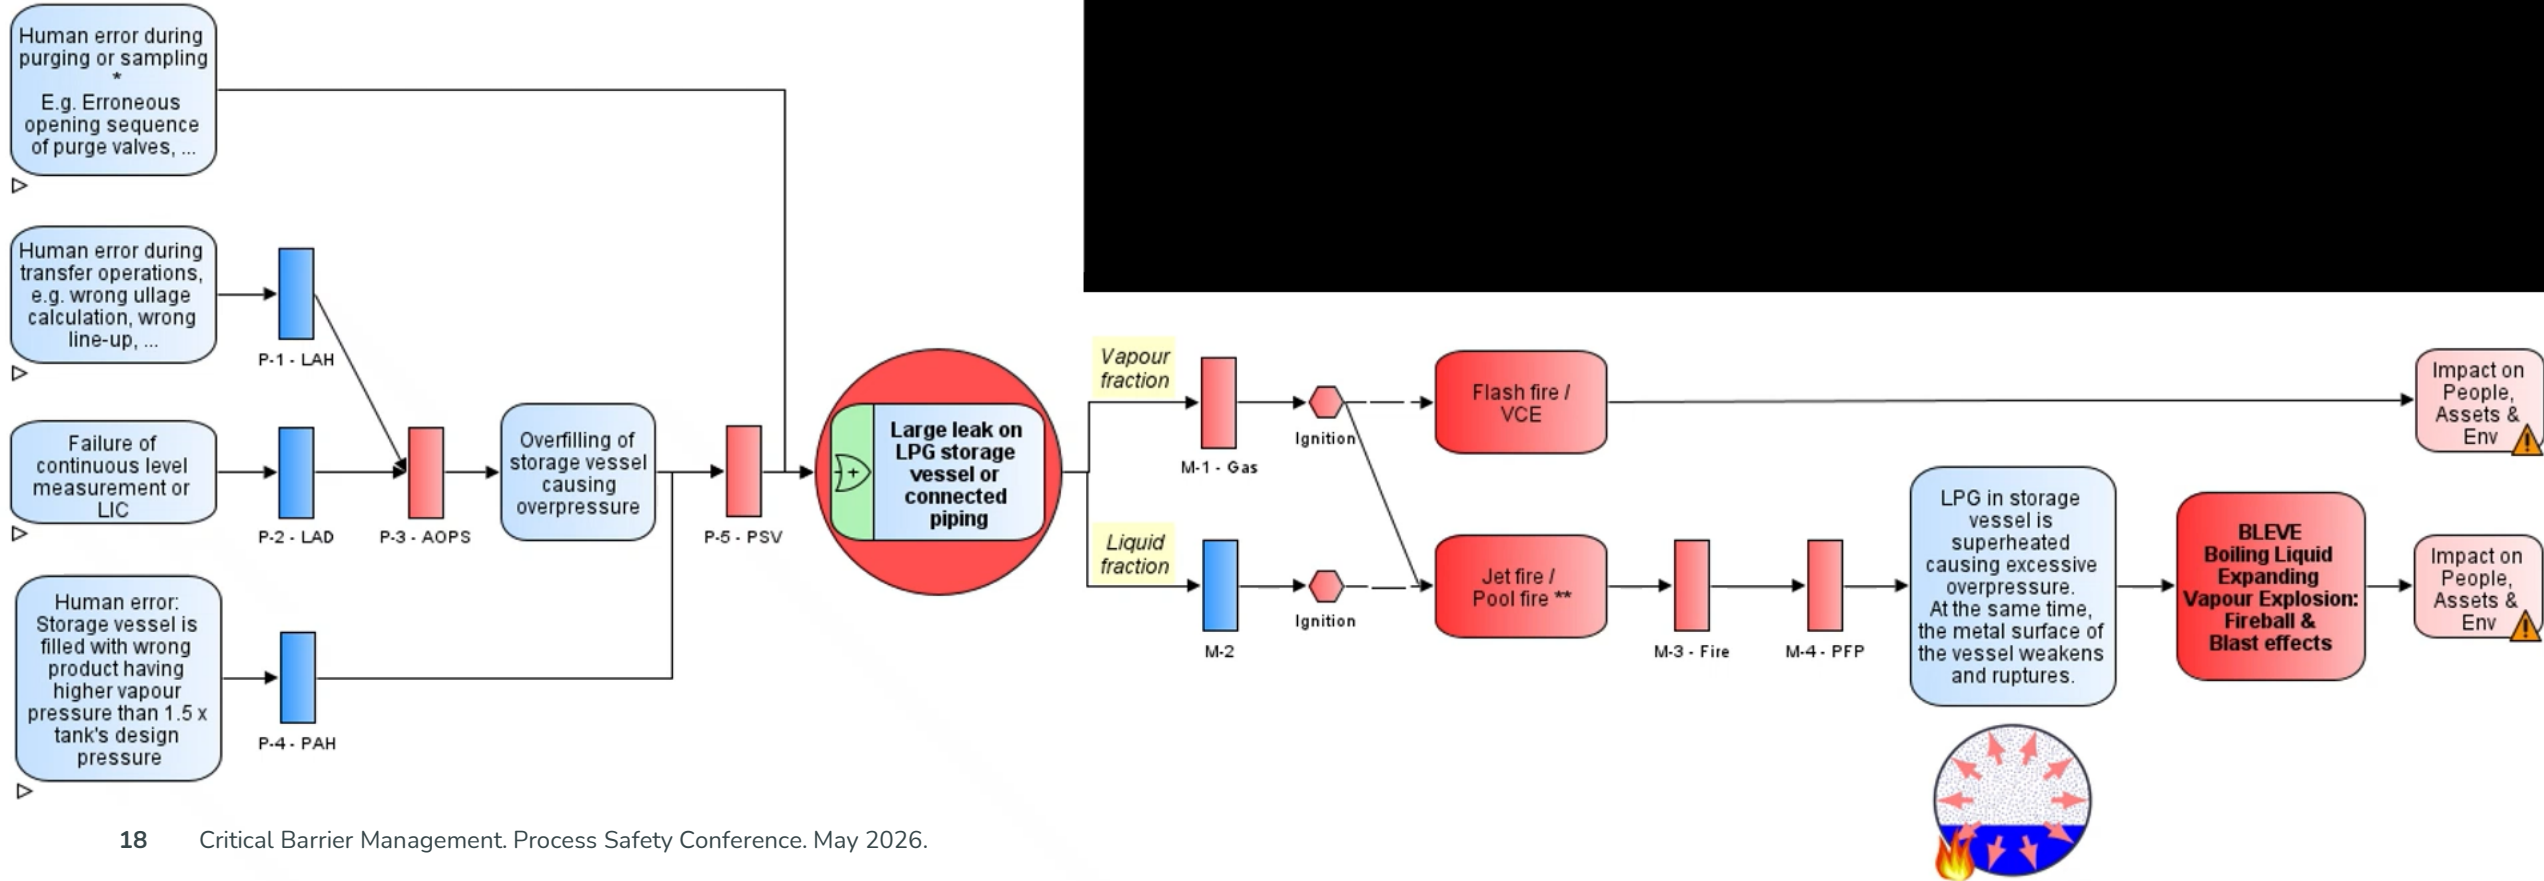 Human error during
purging or sampling
*
E.g. Erroneous
opening sequence
of purge valves, ...
Human error during
transfer operations,
e.g. wrong ullage
calculation, wrong
line-up, ...
P-1 - LAH
Failure of
continuous level
measurement or
LIC
P-2 - LAD
P-3 - AOPS
Overfilling of
storage vessel
causing
overpressure
P-5 - PSV
Human error:
Storage vessel is
filled with wrong
product having
higher vapour
pressure than 1.5 x
tank's design
pressure
P-4 - PAH
+
Large leak on
LPG storage
vessel or
connected
piping
Vapour
fraction
M-1 - Gas
Ignition
Flash fire /
VCE
Impact on
People,
Assets &
Env
!
Liquid
fraction
M-2
Ignition
Jet fire /
Pool fire **
M-3 - Fire
M-4 - PFP
LPG in storage
vessel is
superheated
causing excessive
overpressure.
At the same time,
the metal surface of
the vessel weakens
and ruptures.
BLEVE
Boiling Liquid
Expanding
Vapour Explosion:
Fireball &
Blast effects
Impact on
People,
Assets &
Env
!
18 Critical Barrier Management. Process Safety Conference. May 2026.